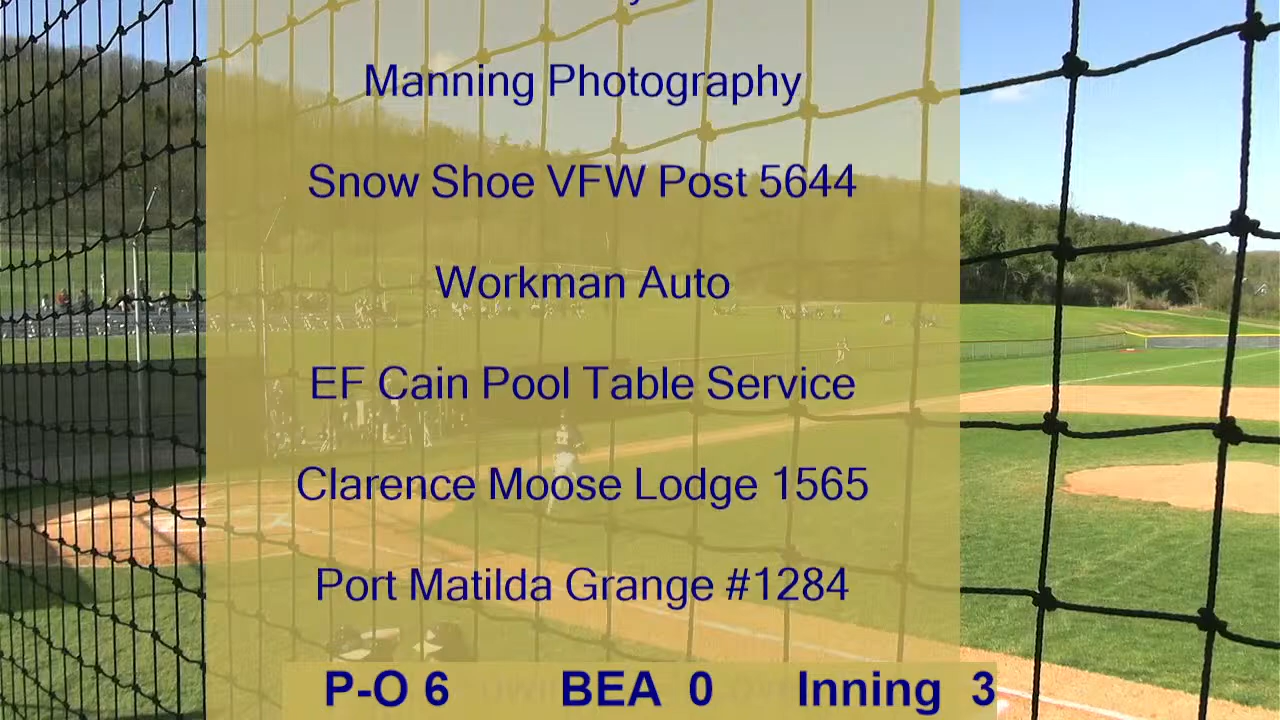 Manning Photography
Snow Shoe VFW Post 5644
Workman Auto
EF Cain Pool Table Service
Clarence Moose Lodge 1565
Port Matilda Grange #1284
P-O 6 BEA 0 Inning 3